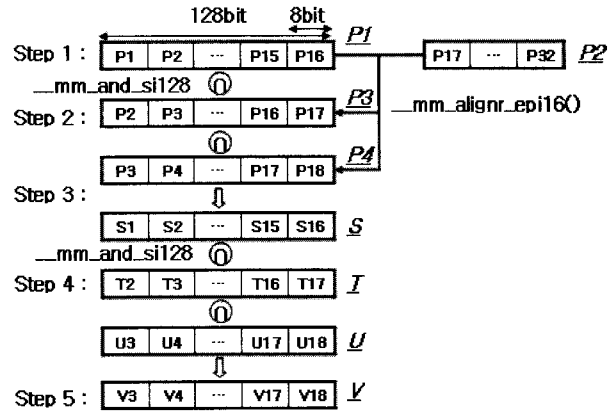 128bit 8bit
Step 1 : P1 P2 ... P15 P16 P1 P17 ... P32 P2
__mm_and_si128 ∩ P3 __mm_alignr_epi16()
Step 2 : P2 P3 ... P16 P17
∩ P4
P3 P4 ... P17 P18
Step 3 :
S1 S2 ... S15 S16 S
__mm_and_si128 ∩
Step 4 : T2 T3 ... T16 T17 T
∩
U3 U4 ... U17 U18 U
Step 5 : V3 V4 ... V17 V18 V